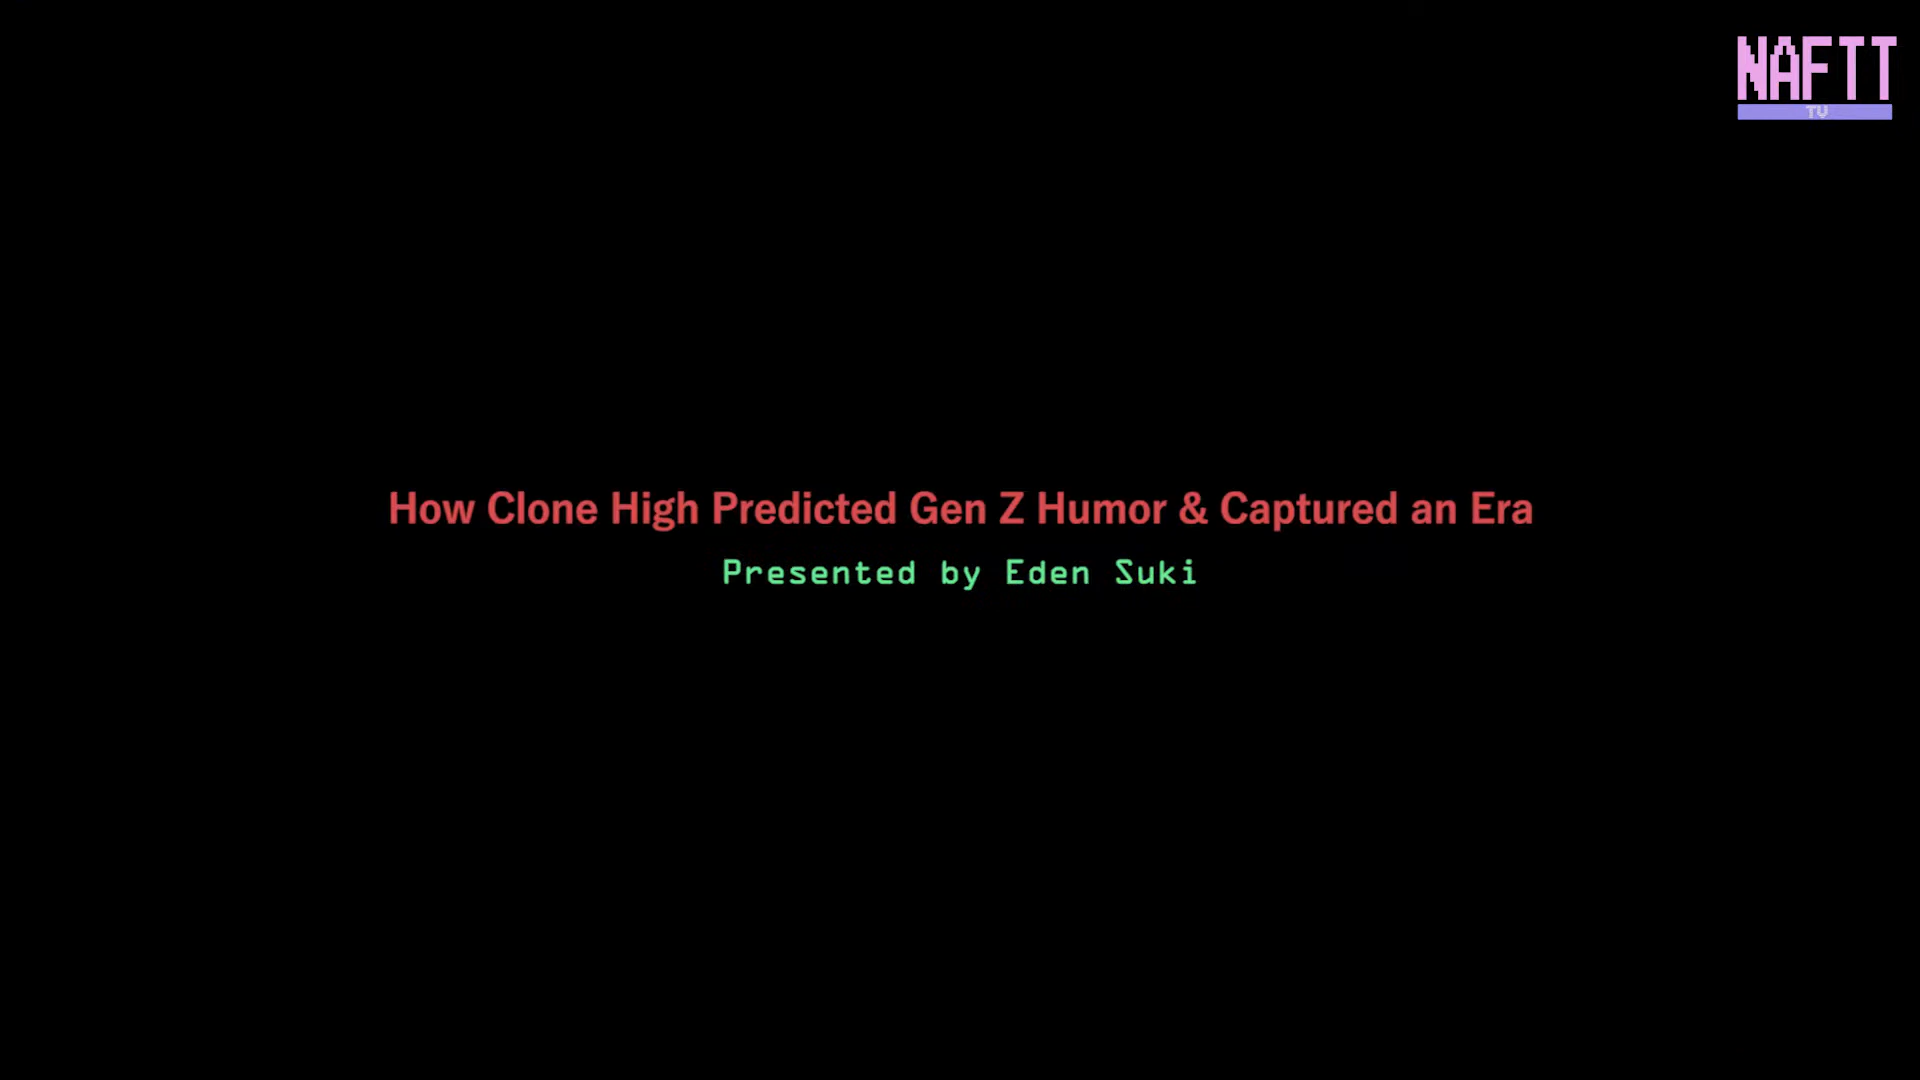 NAFTT
TV
How Clone High Predicted Gen Z Humor & Captured an Era
Presented by Eden Suki